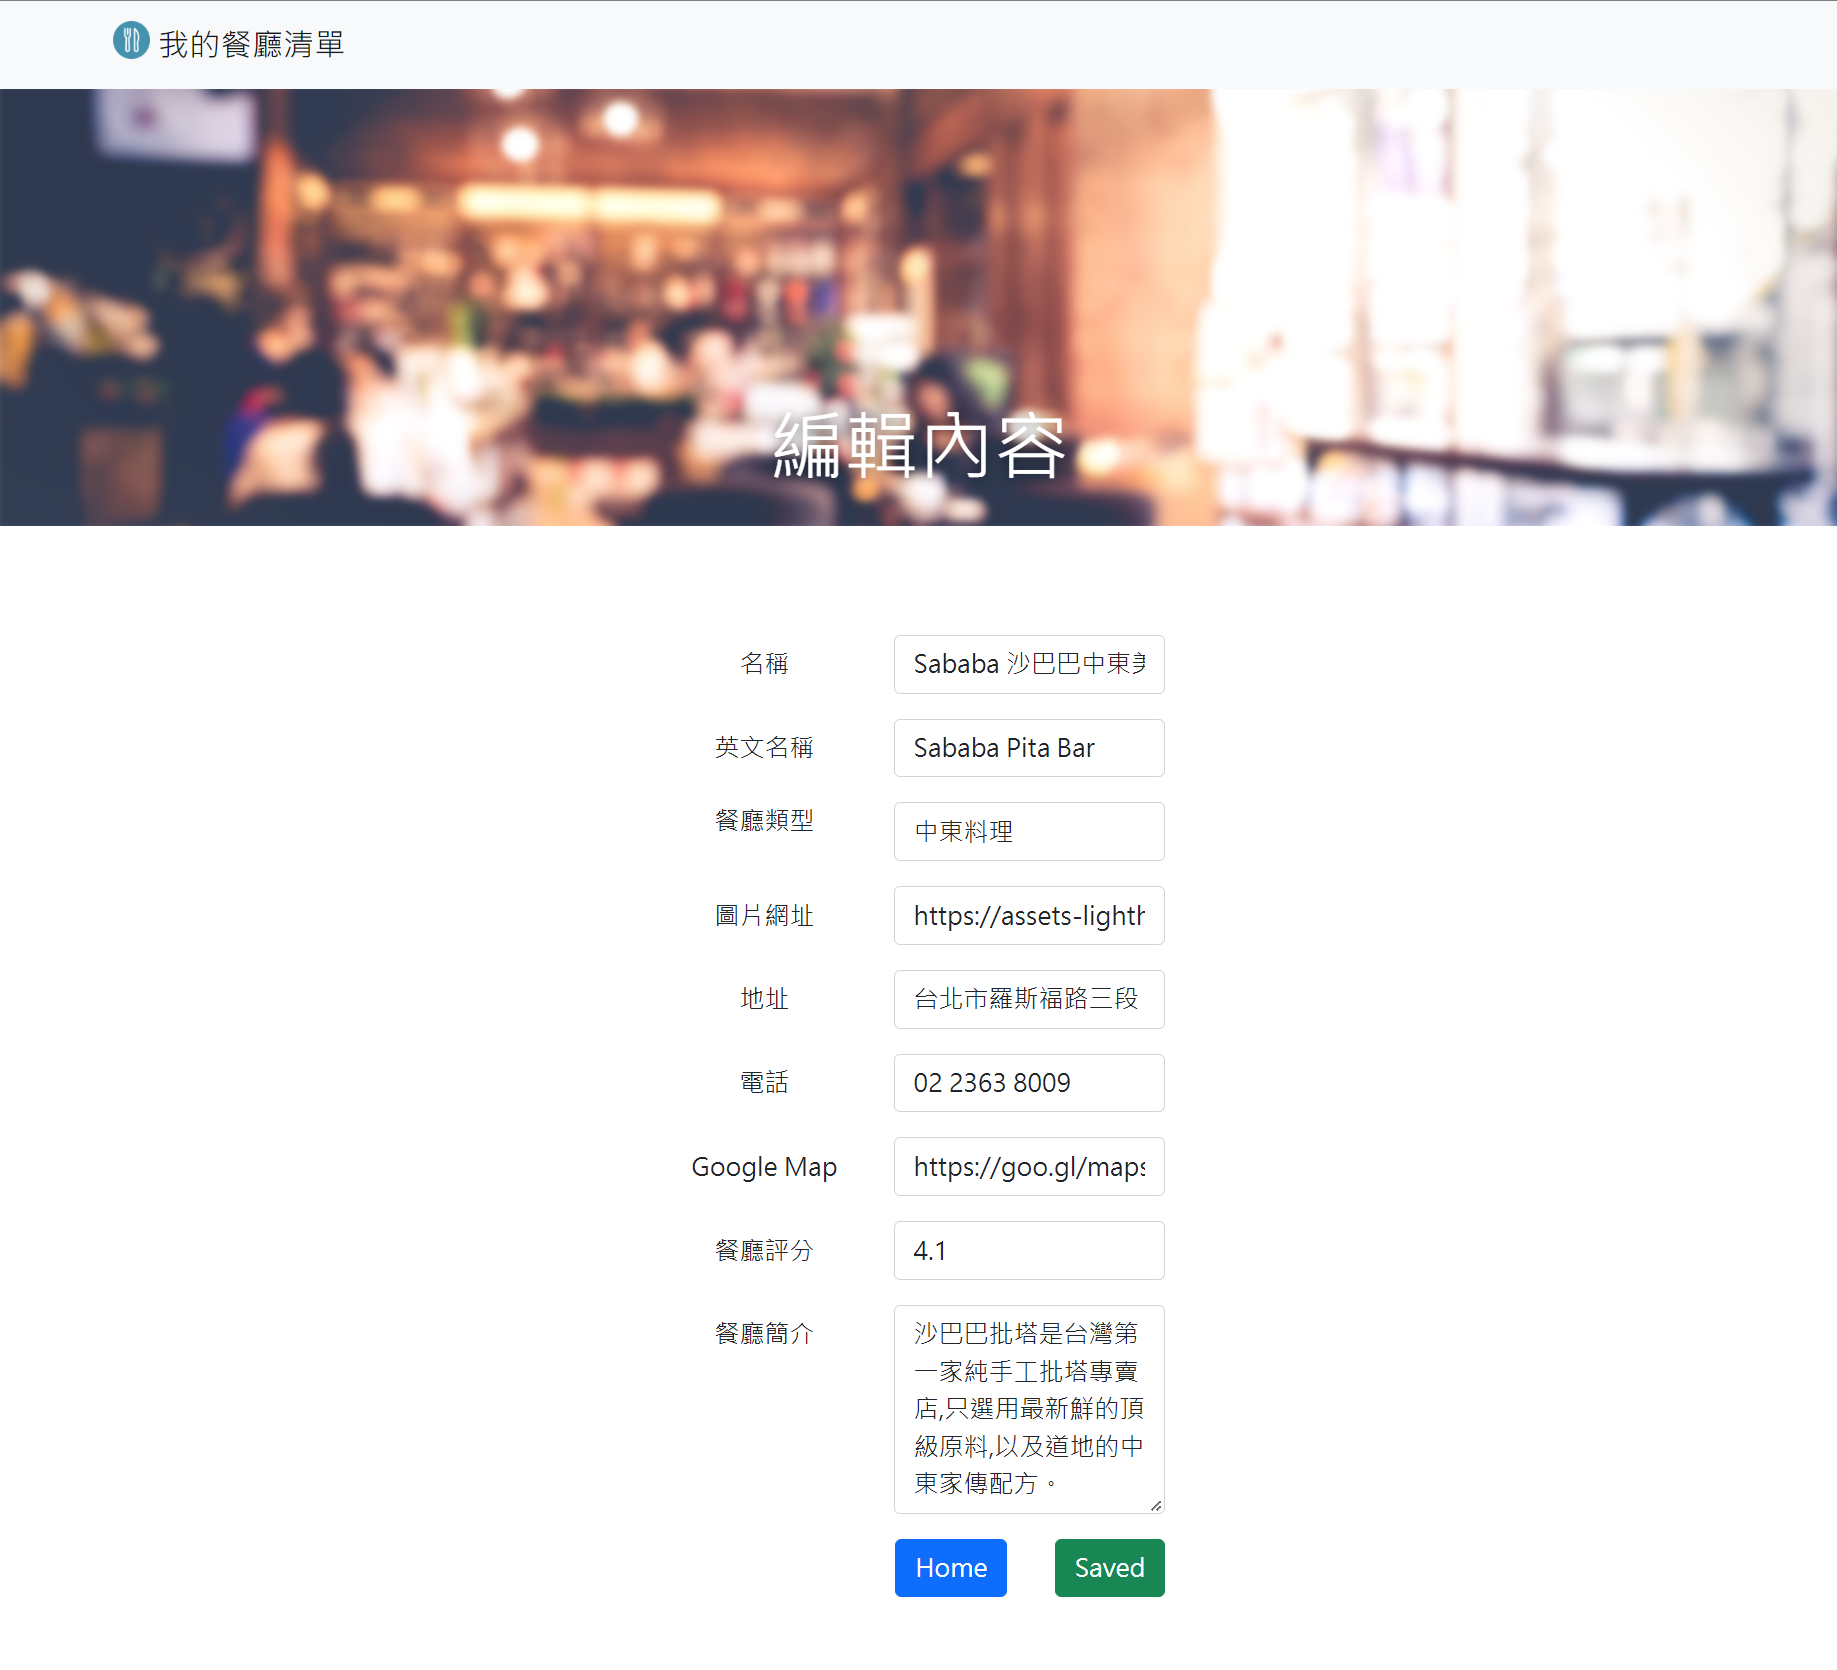 我的餐廳清單
編輯內容
名稱 Sababa 沙巴巴中東
英文名稱 Sababa Pita Bar
餐廳類型 中東料理
圖片網址 https://assets-lighth
地址 台北市羅斯福路三段
電話 02 2363 8009
Google Map https://goo.gl/maps
餐廳評分 4.1
餐廳簡介 沙巴巴批塔是台灣第
一家純手工批塔專賣
店,只選用最新鮮的頂
級原料,以及道地的中
東家傳配方。
Home Saved